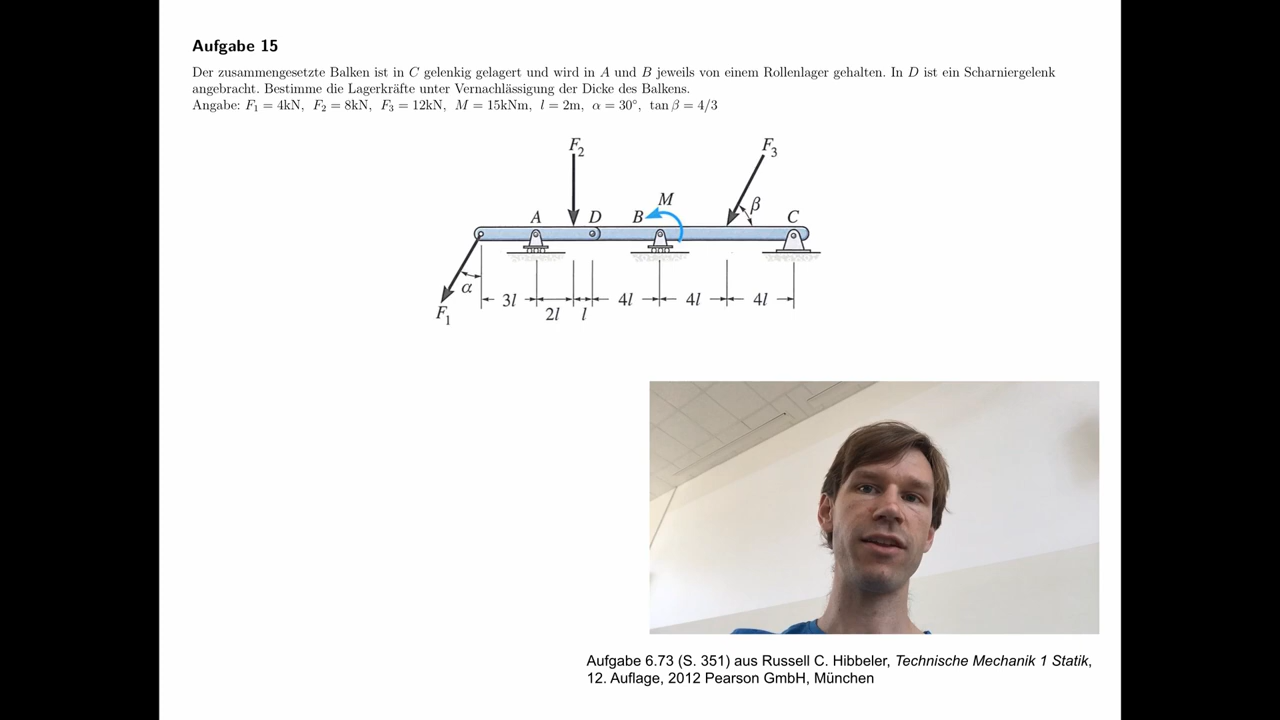 Aufgabe 15
Der zusammengesetzte Balken ist in C gelenkig gelagert und wird in A und B jeweils von einem Rollenlager gehalten. In D ist ein Scharniergelenk
angebracht. Bestimme die Lagerkräfte unter Vernachlässigung der Dicke des Balkens.
Angabe: F₁ = 4kN, F₂ = 8kN, F₃ = 12kN, M = 15kNm, l = 2m, α = 30°, tan β = 4/3
F₂
F₃
M
β
A
D
B
C
α
F₁
3l
2l
l
4l
4l
4l
Aufgabe 6.73 (S. 351) aus Russell C. Hibbeler, Technische Mechanik 1 Statik,
12. Auflage, 2012 Pearson GmbH, München